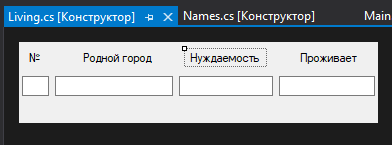 Living.cs [Конструктор] Names.cs [Конструктор] Main
№ Родной город Нуждаемость Проживает